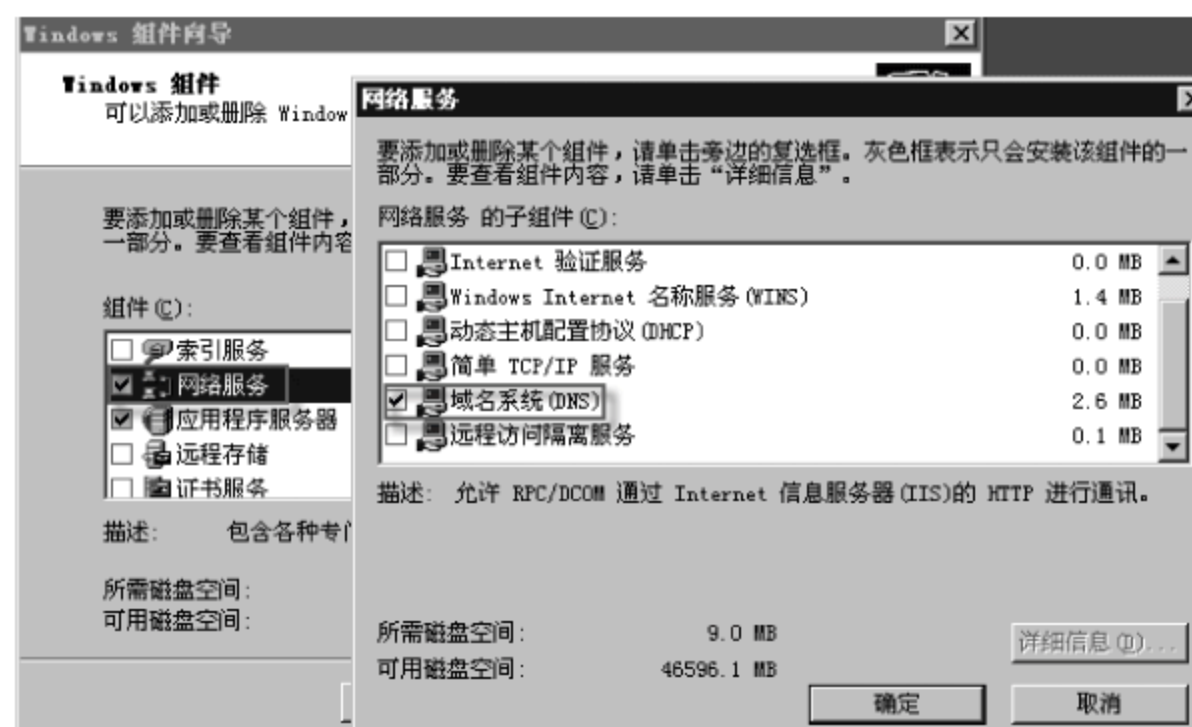 Windows 组件向导
Windows 组件
可以添加或删除 Window
要添加或删除某个组件，
一部分。要查看组件内容
组件(C):
索引服务
网络服务
应用程序服务器
远程存储
证书服务
描述: 包含各种专门
所需磁盘空间:
可用磁盘空间:
网络服务
要添加或删除某个组件，请单击旁边的复选框。灰色框表示只会安装该组件的一
部分。要查看组件内容，请单击“详细信息”。
网络服务 的子组件(C):
Internet 验证服务 0.0 MB
Windows Internet 名称服务(WINS) 1.4 MB
动态主机配置协议(DHCP) 0.0 MB
简单 TCP/IP 服务 0.0 MB
域名系统(DNS) 2.6 MB
远程访问隔离服务 0.1 MB
描述: 允许 RPC/DCOM 通过 Internet 信息服务器(IIS)的 HTTP 进行通讯。
所需磁盘空间: 9.0 MB
可用磁盘空间: 46596.1 MB
详细信息(D)...
确定 取消